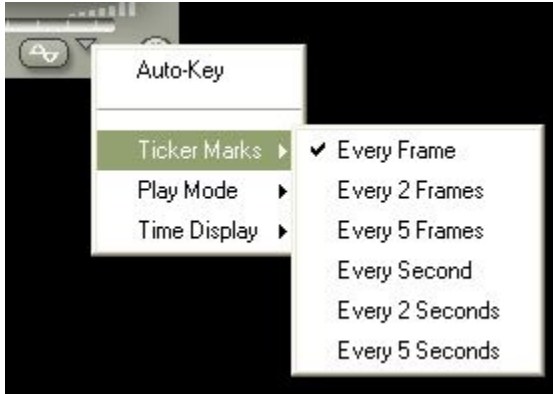 Auto-Key
Ticker Marks
Play Mode
Time Display
Every Frame
Every 2 Frames
Every 5 Frames
Every Second
Every 2 Seconds
Every 5 Seconds